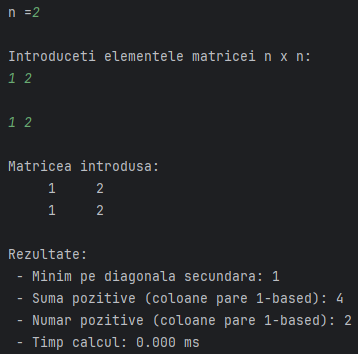 n =2
Introduceti elementele matricei n x n:
1 2
1 2
Matricea introdusa:
1 2
1 2
Rezultate:
- Minim pe diagonala secundara: 1
- Suma pozitive (coloane pare 1-based): 4
- Numar pozitive (coloane pare 1-based): 2
- Timp calcul: 0.000 ms